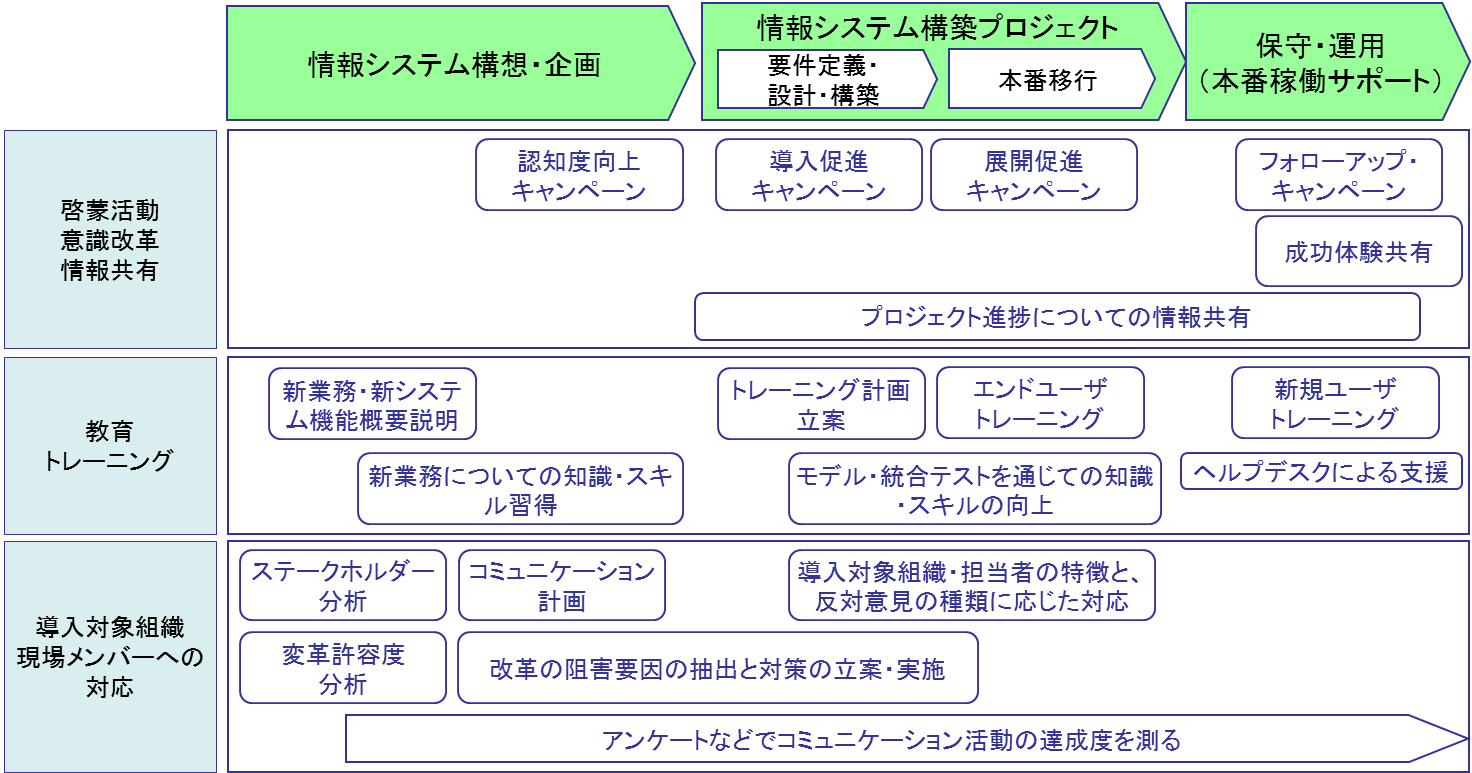 情報システム構想・企画
情報システム構築プロジェクト
要件定義・
設計・構築
本番移行
保守・運用
（本番稼働サポート）
啓蒙活動
意識改革
情報共有
認知度向上
キャンペーン
導入促進
キャンペーン
展開促進
キャンペーン
フォローアップ・
キャンペーン
成功体験共有
プロジェクト進捗についての情報共有
教育
トレーニング
新業務・新システ
ム機能概要説明
トレーニング計画
立案
エンドユーザ
トレーニング
新規ユーザ
トレーニング
新業務についての知識・スキ
ル習得
モデル・統合テストを通じての知識
・スキルの向上
ヘルプデスクによる支援
導入対象組織
現場メンバーへの
対応
ステークホルダー
分析
コミュニケーション
計画
導入対象組織・担当者の特徴と、
反対意見の種類に応じた対応
変革許容度
分析
改革の阻害要因の抽出と対策の立案・実施
アンケートなどでコミュニケーション活動の達成度を測る